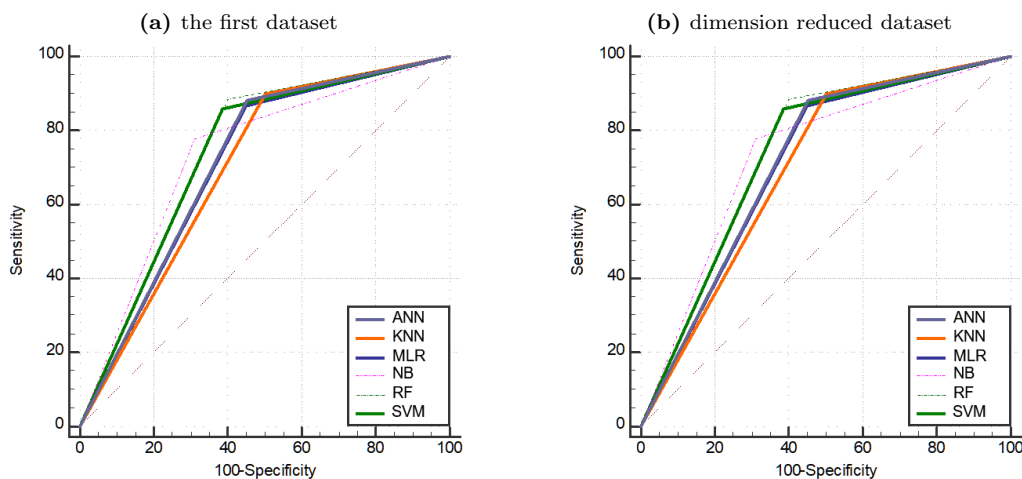 (a) the first dataset
100
80
60
40
20
0
Sensitivity
0 20 40 60 80 100
100-Specificity
ANN
KNN
MLR
NB
RF
SVM
(b) dimension reduced dataset
100
80
60
40
20
0
Sensitivity
0 20 40 60 80 100
100-Specificity
ANN
KNN
MLR
NB
RF
SVM